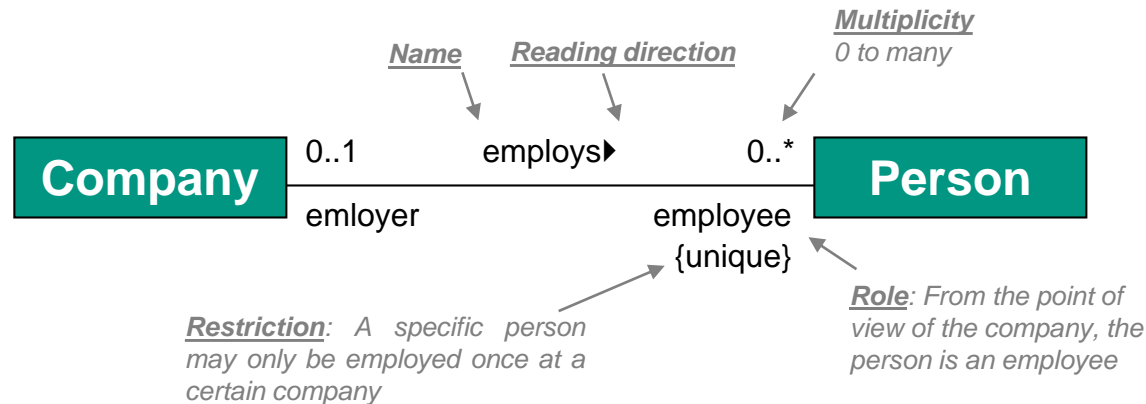 Multiplicity
0 to many
Name
Reading direction
0..1
employs
0..*
Company
Person
emloyer
employee
{unique}
Role: From the point of
view of the company, the
person is an employee
Restriction: A specific person
may only be employed once at a
certain company